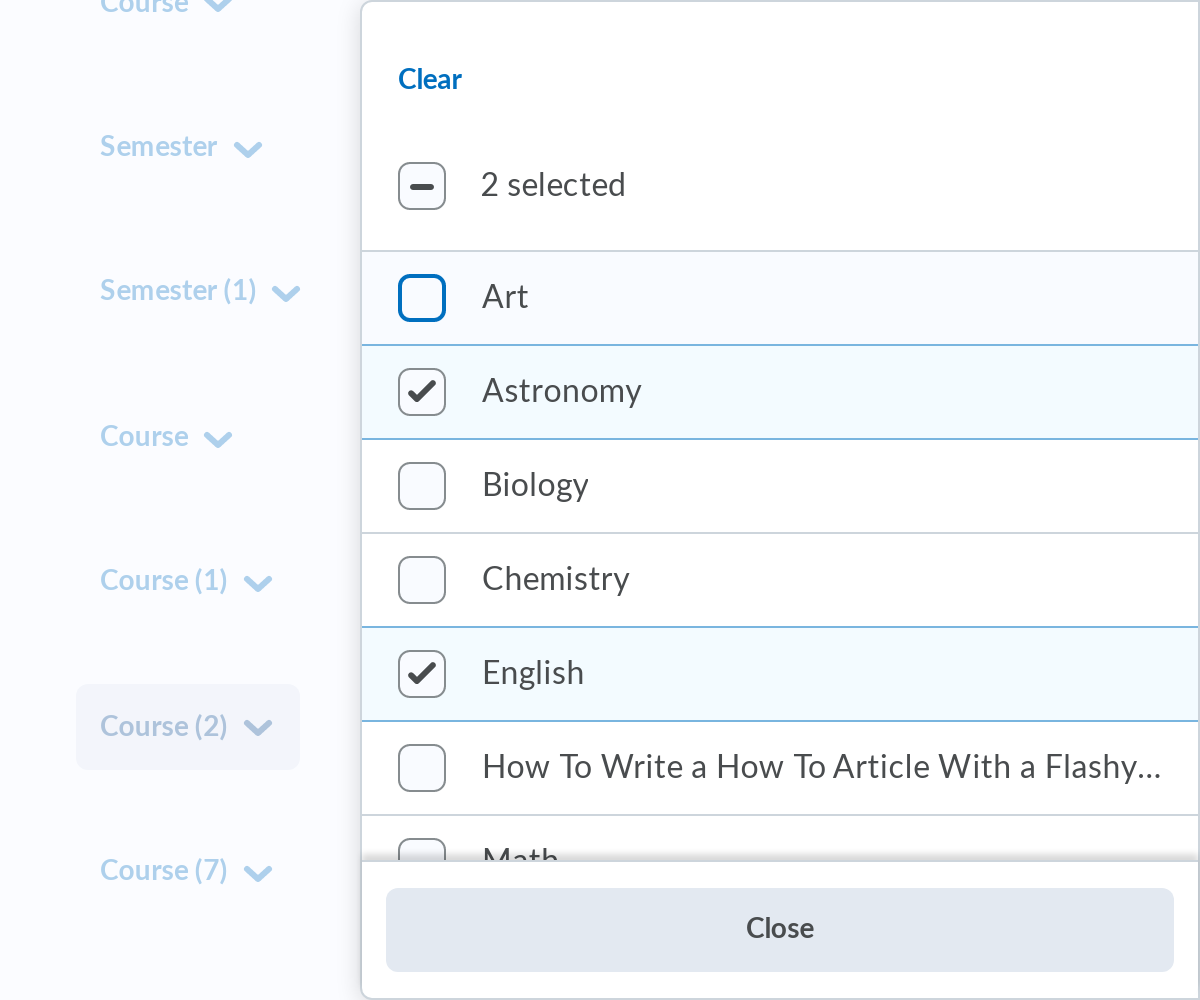 Course
Semester
Semester (1)
Course
Course (1)
Course (2)
Course (7)
Clear
2 selected
Art
Astronomy
Biology
Chemistry
English
How To Write a How To Article With a Flashy...
Math
Close